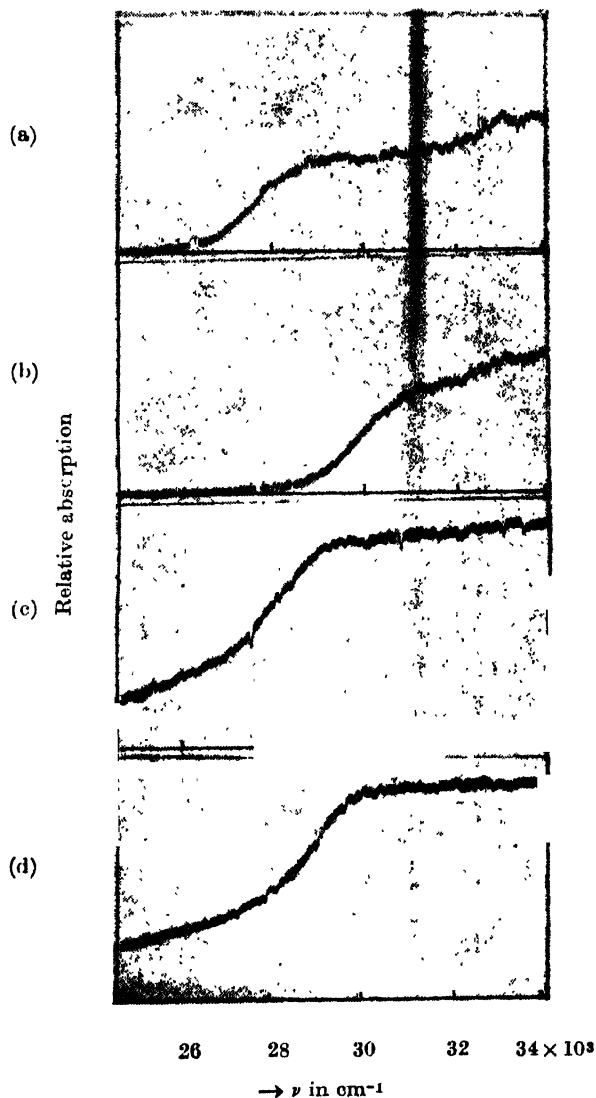 (a)
(b)
Relative absorption
(c)
(d)
26 28 30 32 34 × 10³
→ ν in cm⁻¹